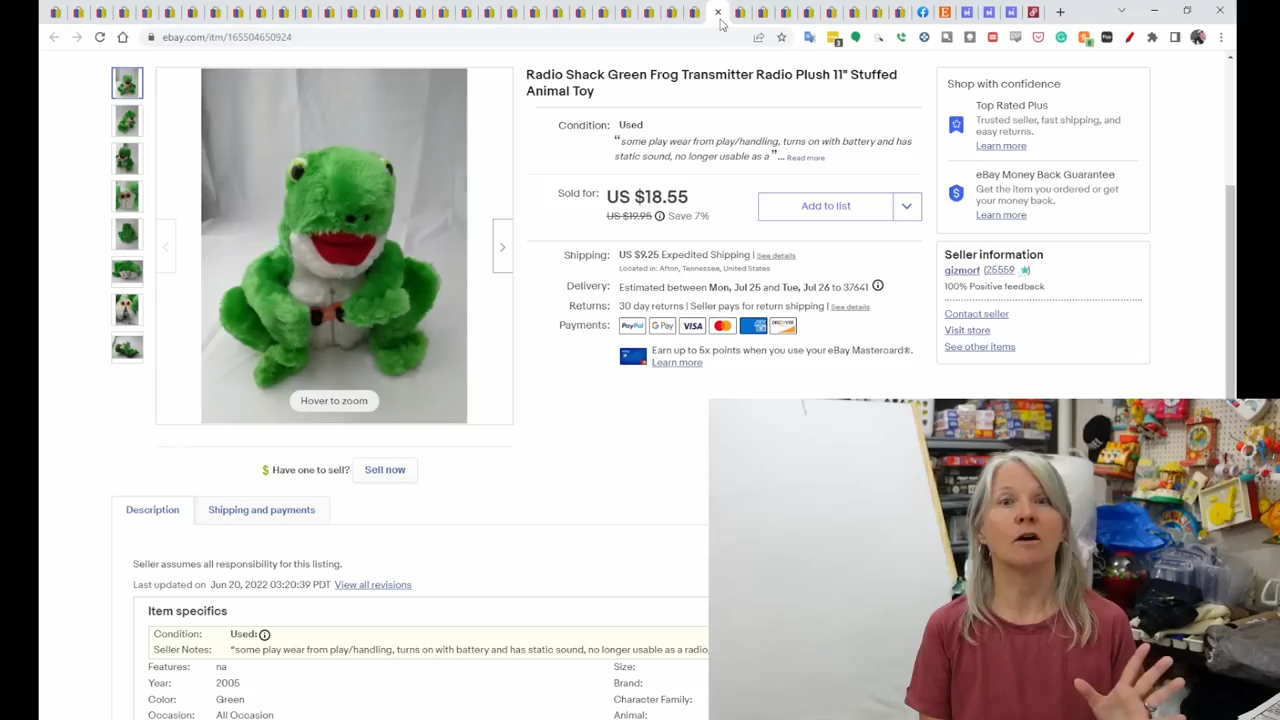 ebay.com/itm/165504650924
Radio Shack Green Frog Transmitter Radio Plush 11" Stuffed
Animal Toy
Condition: Used
"some play wear from play/handling, turns on with battery and has
static sound, no longer usable as a "... Read more
Sold for: US $18.55
US $19.95 Save 7%
Add to list
Shipping: US $9.25 Expedited Shipping | See details
Located in: Afton, Tennessee, United States
Delivery: Estimated between Mon, Jul 25 and Tue, Jul 26 to 37641
Returns: 30 day returns | Seller pays for return shipping | See details
Payments: PayPal G Pay VISA
DISCOVER
Earn up to 5x points when you use your eBay Mastercard®.
Learn more
Shop with confidence
Top Rated Plus
Trusted seller, fast shipping, and
easy returns.
Learn more
eBay Money Back Guarantee
Get the item you ordered or get
your money back.
Learn more
Seller information
gizmorf (25559 )
100% Positive feedback
Contact seller
Visit store
See other items
Hover to zoom
Have one to sell? Sell now
Description
Shipping and payments
Seller assumes all responsibility for this listing.
Last updated on Jun 20, 2022 03:20:39 PDT View all revisions
Item specifics
Condition: Used:
Seller Notes: "some play wear from play/handling, turns on with battery and has static sound, no longer usable as a radio,
Features: na
Size:
Year: 2005
Brand:
Color: Green
Character Family:
Occasion: All Occasion
Animal: